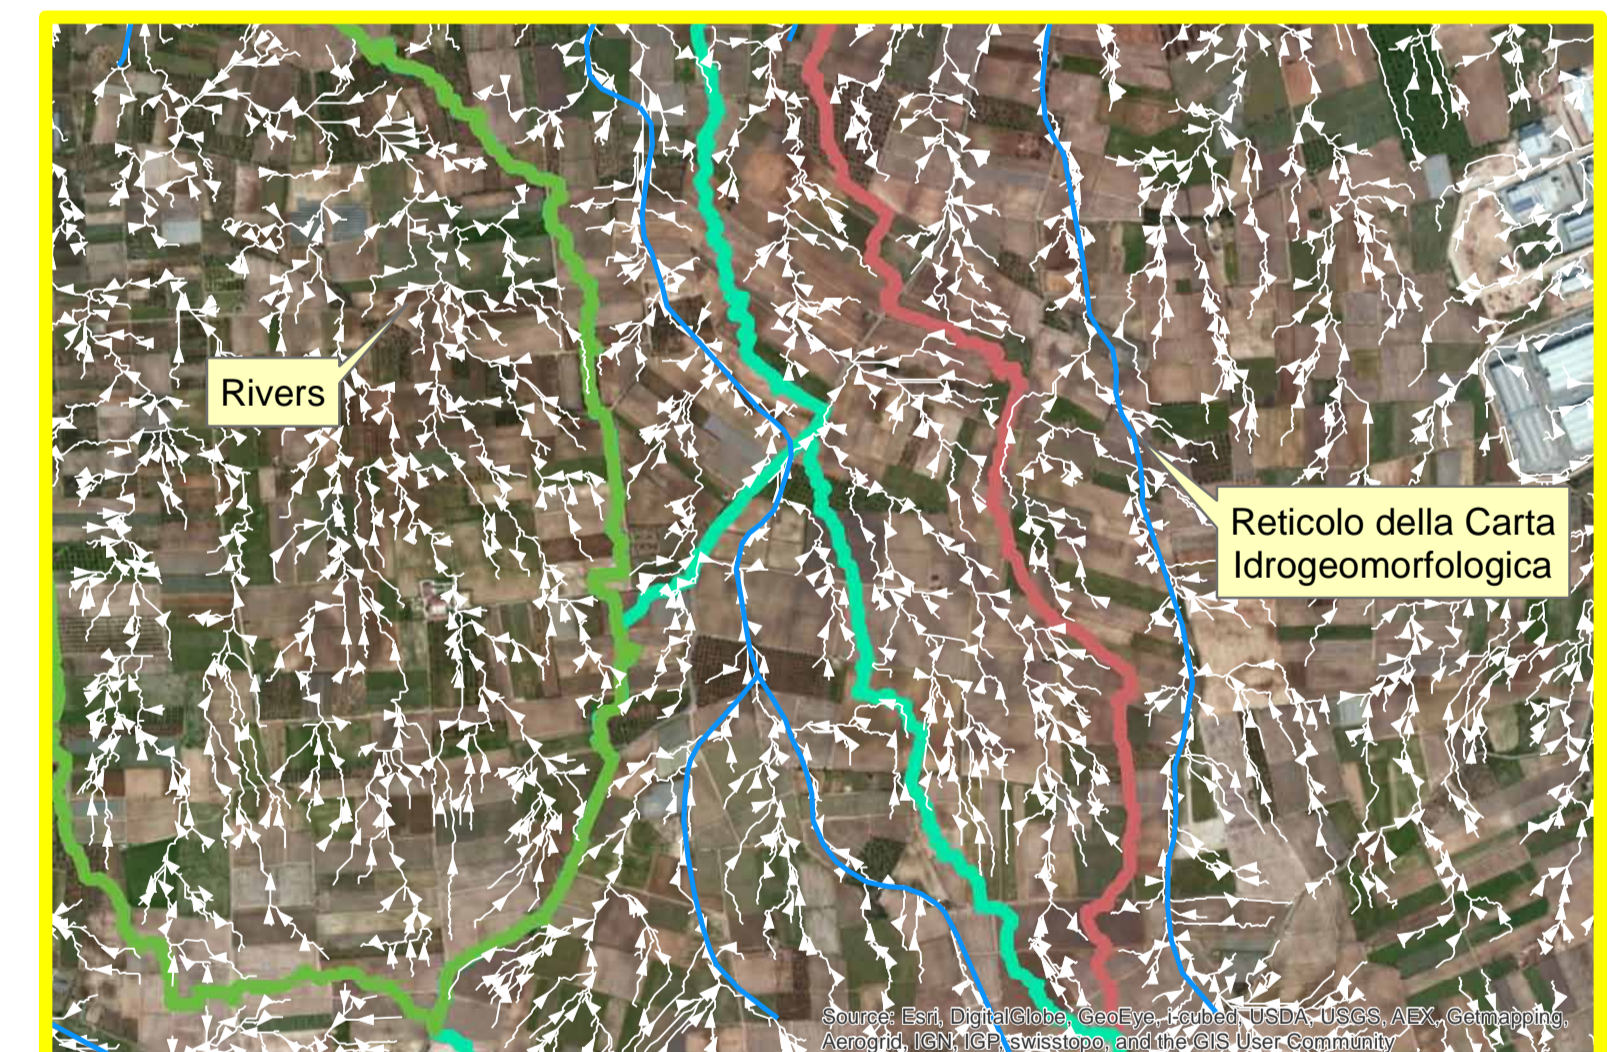 Rivers
Reticolo della Carta
Idrogeomorfologica
Source: Esri, DigitalGlobe, GeoEye, i-cubed, USDA, USGS, AEX, Getmapping,
Aerogrid, IGN, IGP, swisstopo, and the GIS User Community